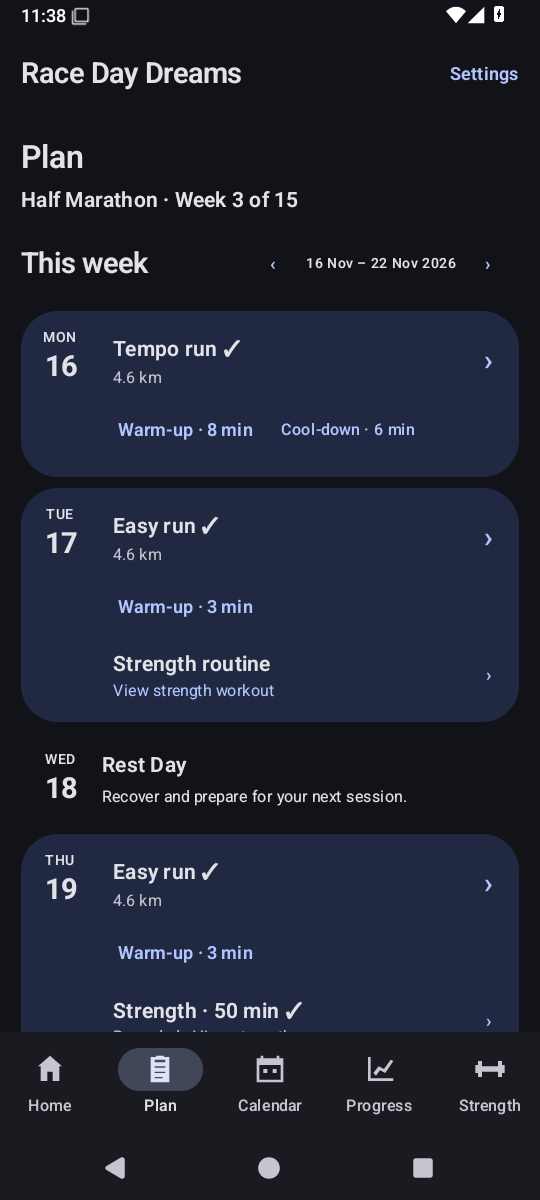 11:38
Race Day Dreams
Settings
Plan
Half Marathon · Week 3 of 15
This week
‹ 16 Nov – 22 Nov 2026 ›
MON
16
Tempo run ✓
4.6 km
›
Warm-up · 8 min
Cool-down · 6 min
TUE
17
Easy run ✓
4.6 km
›
Warm-up · 3 min
Strength routine
View strength workout
›
WED
18
Rest Day
Recover and prepare for your next session.
THU
19
Easy run ✓
4.6 km
›
Warm-up · 3 min
Strength · 50 min ✓
›
Home
Plan
Calendar
Progress
Strength